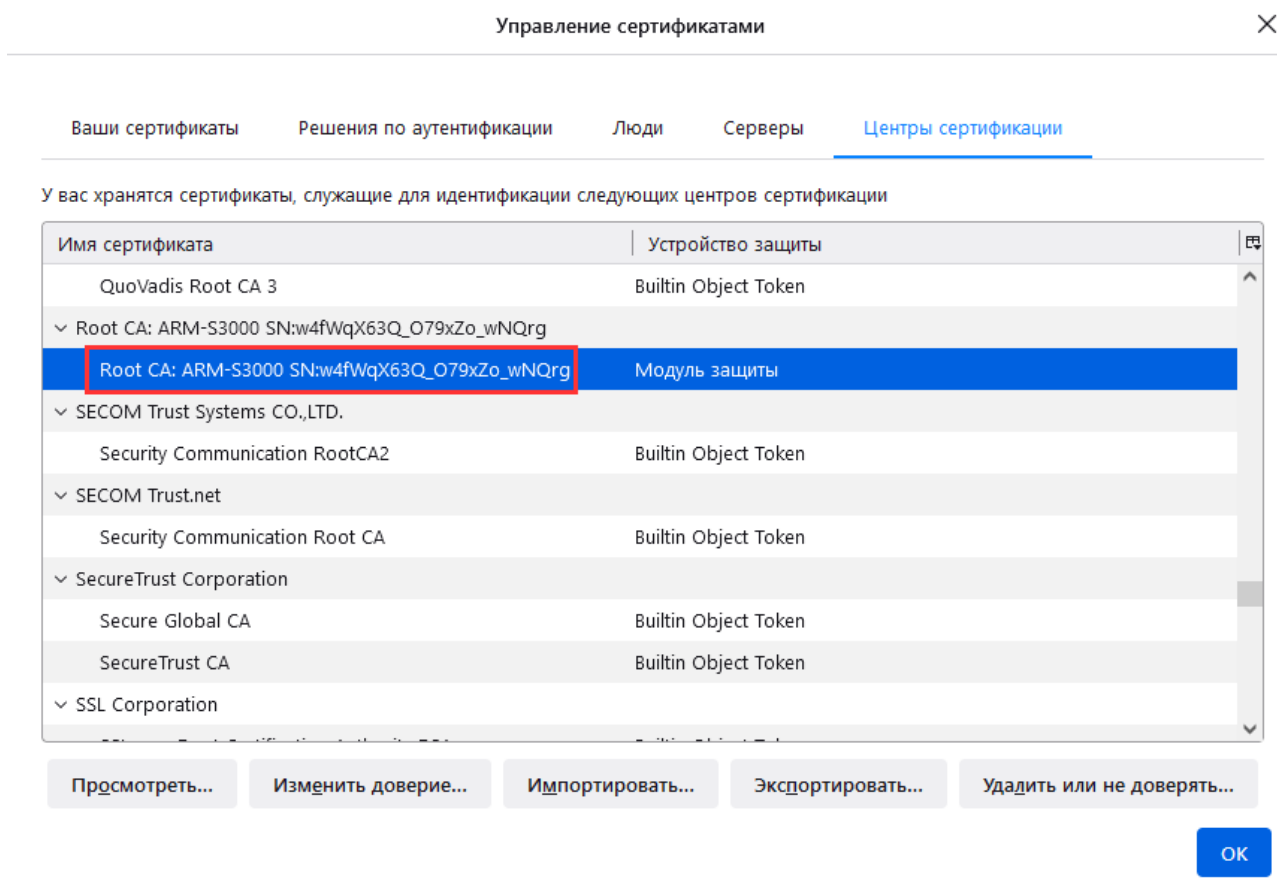 Управление сертификатами
Ваши сертификаты Решения по аутентификации Люди Серверы Центры сертификации
У вас хранятся сертификаты, служащие для идентификации следующих центров сертификации
Имя сертификата Устройство защиты
QuoVadis Root CA 3 Builtin Object Token
Root CA: ARM-S3000 SN:w4fWqX63Q_O79xZo_wNQrg
Root CA: ARM-S3000 SN:w4fWqX63Q_O79xZo_wNQrg Модуль защиты
SECOM Trust Systems CO.,LTD.
Security Communication RootCA2 Builtin Object Token
SECOM Trust.net
Security Communication Root CA Builtin Object Token
SecureTrust Corporation
Secure Global CA Builtin Object Token
SecureTrust CA Builtin Object Token
SSL Corporation
Просмотреть... Изменить доверие... Импортировать... Экспортировать... Удалить или не доверять...
ОК